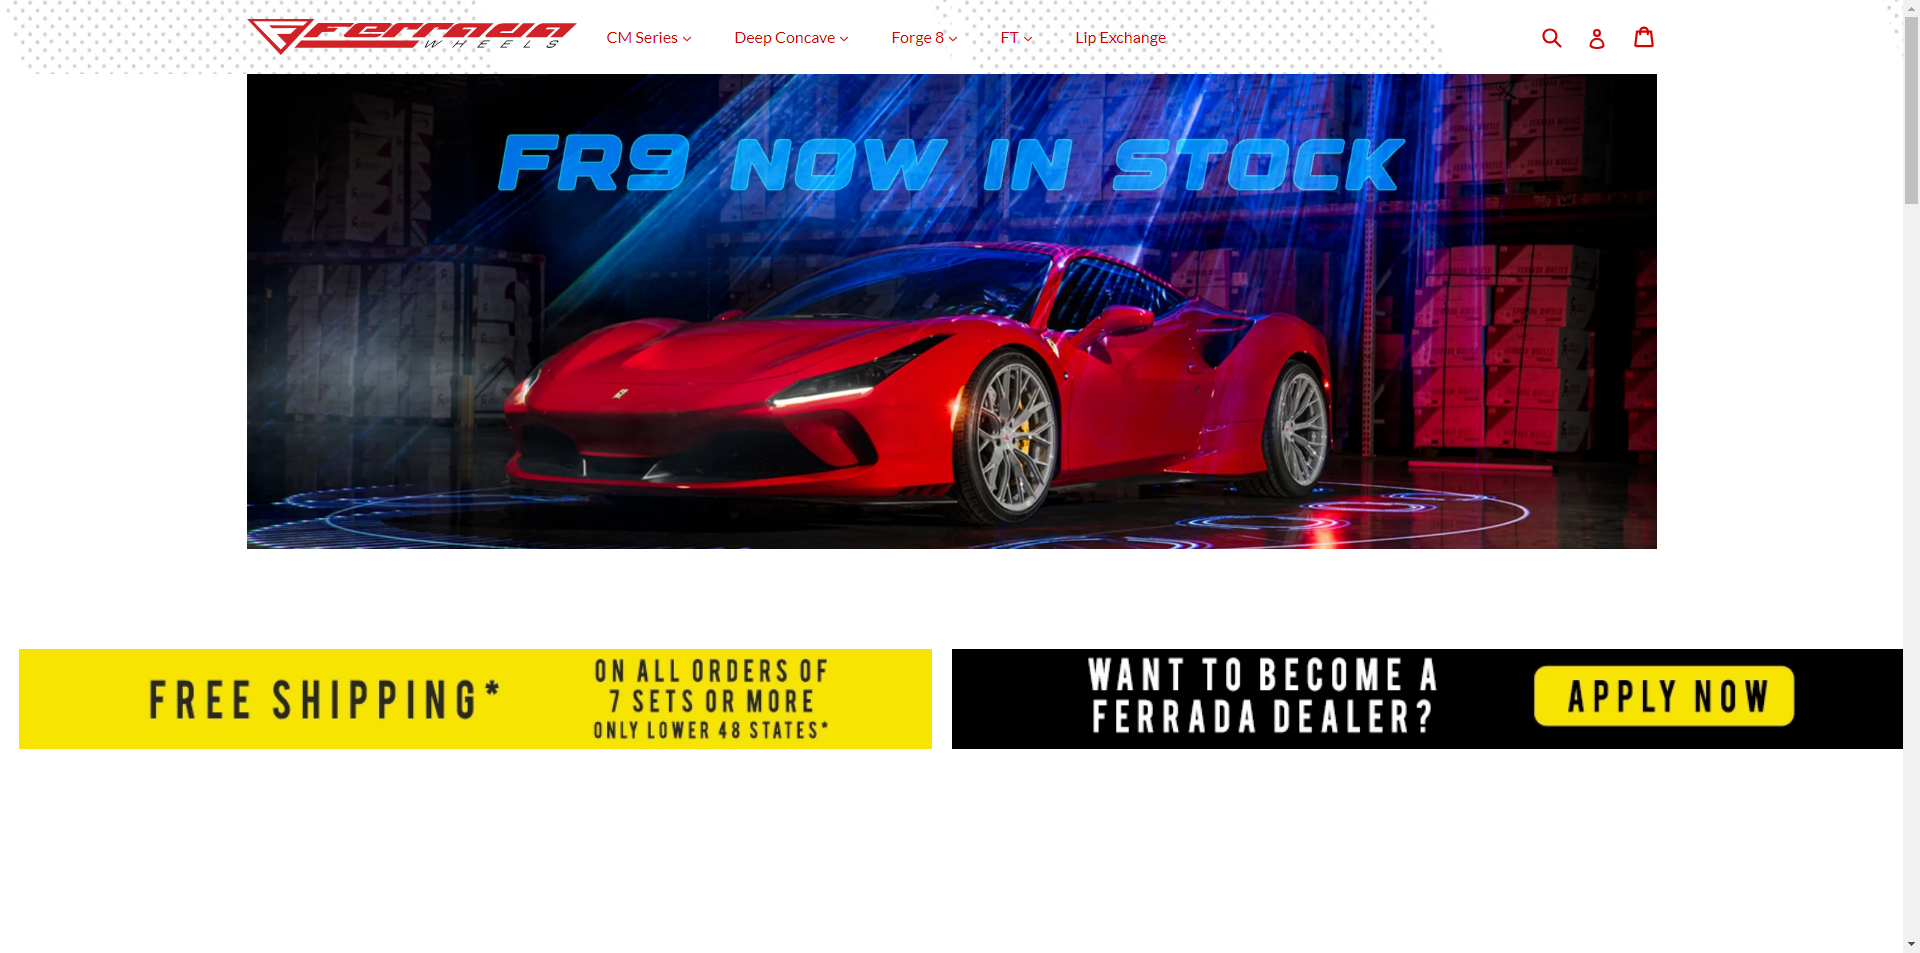 Ferrada
WHEELS
CM Series
Deep Concave
Forge 8
FT
Lip Exchange
FR9 NOW IN STOCK
FREE SHIPPING*
ON ALL ORDERS OF
7 SETS OR MORE
ONLY LOWER 48 STATES*
WANT TO BECOME A
FERRADA DEALER?
APPLY NOW